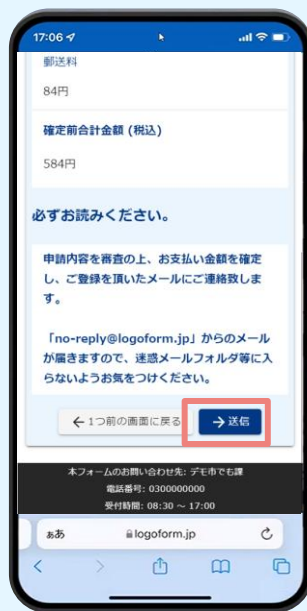 17:06
郵送料
84円
確定前合計金額 (税込)
584円
必ずお読みください。
申請内容を審査の上、お支払い金額を確定
し、ご登録を頂いたメールにご連絡致しま
す。
「no-reply@logoform.jp」からのメール
が届きますので、迷惑メールフォルダ等に入
らないようお気をつけください。
←1つ前の画面に戻る
→送信
本フォームのお問い合わせ先: デモ市でも課
電話番号: 0300000000
受付時間: 08:30 ～ 17:00
ああ
logoform.jp